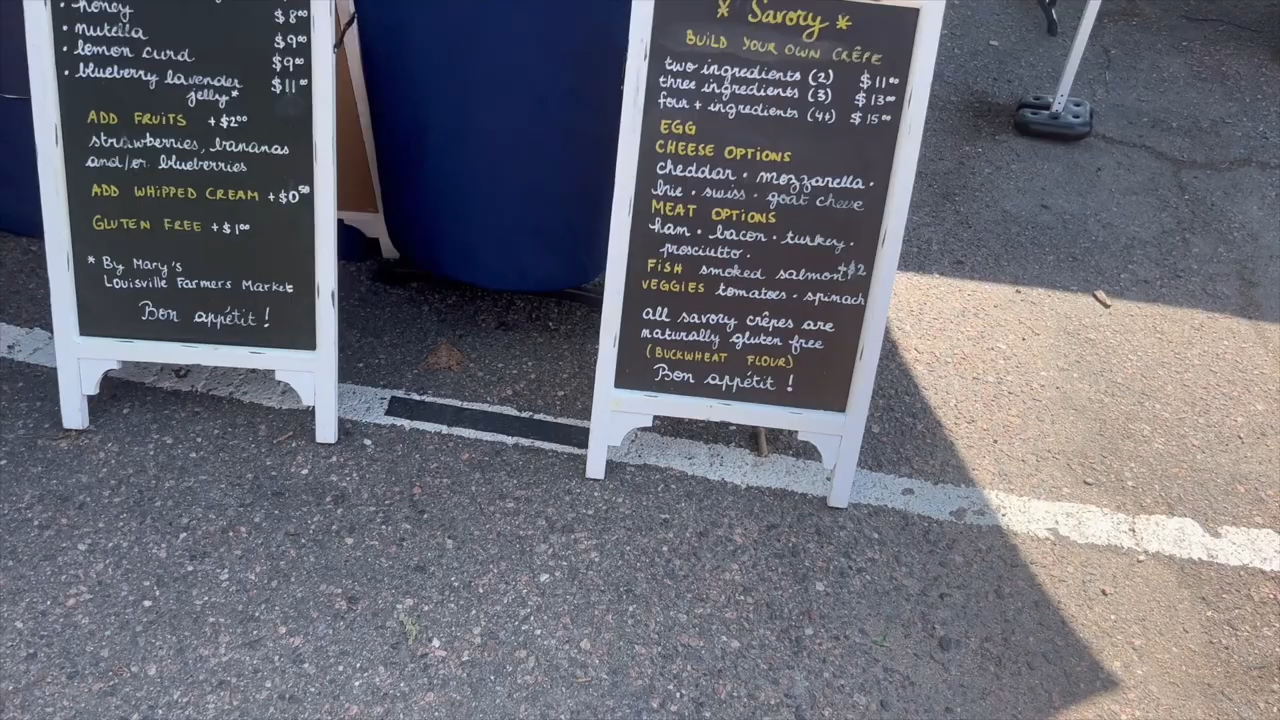 • honey $8.00
• nutella $9.00
• lemon curd $9.00
• blueberry lavender $11.00
jelly*
ADD FRUITS +$2.00
strawberries, bananas
and/or blueberries
ADD WHIPPED CREAM +$0.50
GLUTEN FREE +$1.00
* By Mary's
Louisville Farmers Market
Bon appétit !
* Savory *
BUILD YOUR OWN CRÊPE
two ingredients (2) $11.00
three ingredients (3) $13.00
four + ingredients (4+) $15.00
EGG
CHEESE OPTIONS
cheddar • mozzarella •
brie • swiss • goat cheese
MEAT OPTIONS
ham • bacon • turkey •
prosciutto •
FISH smoked salmon +$2
VEGGIES tomatoes • spinach
all savory crêpes are
naturally gluten free
(BUCKWHEAT FLOUR)
Bon appétit !